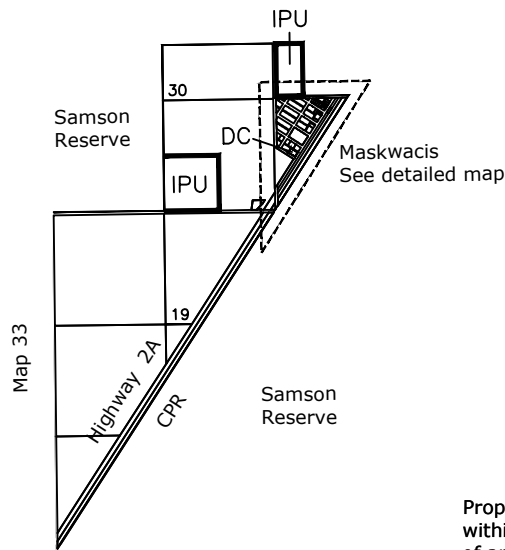 IPU
30
Samson
Reserve
DC
Maskwacis
See detailed map
IPU
19
Map 33
Highway 2A
CPR
Samson
Reserve
Prop
withi